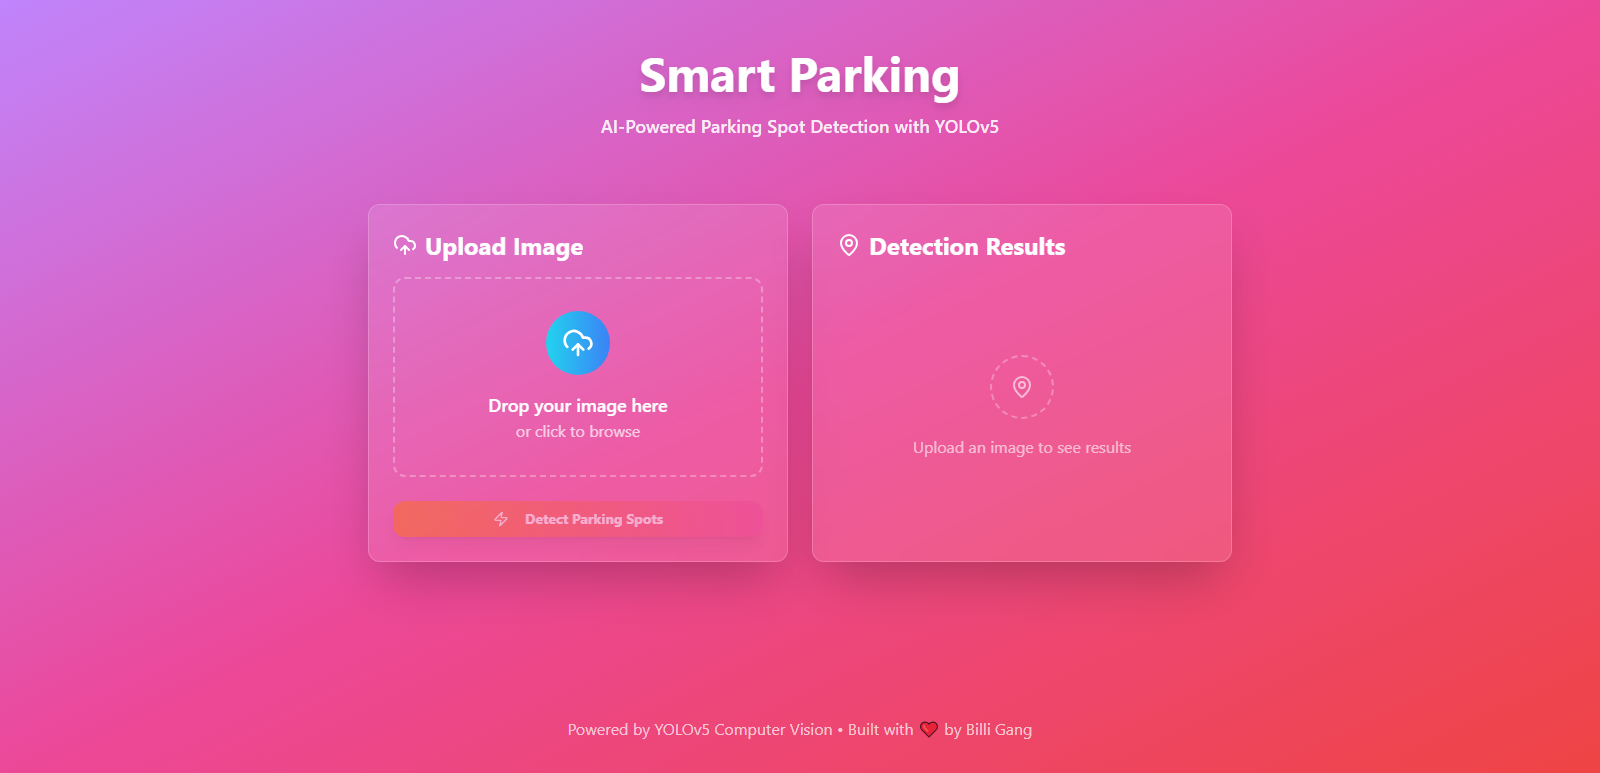 Smart Parking
AI-Powered Parking Spot Detection with YOLOv5
Upload Image
Drop your image here
or click to browse
Detect Parking Spots
Detection Results
Upload an image to see results
Powered by YOLOv5 Computer Vision • Built with ❤️ by Billi Gang